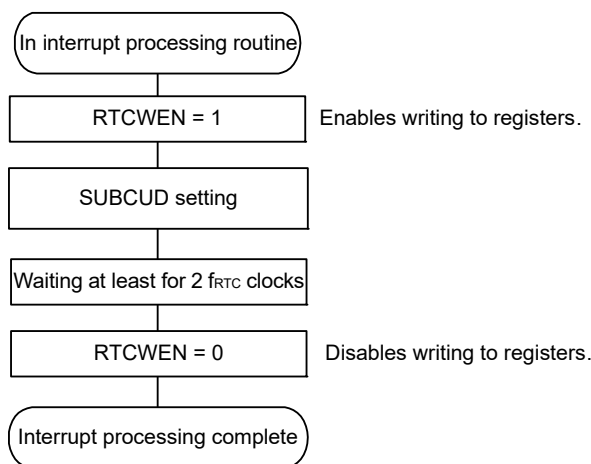 In interrupt processing routine
RTCWEN = 1 Enables writing to registers.
SUBCUD setting
Waiting at least for 2 fRTC clocks
RTCWEN = 0 Disables writing to registers.
Interrupt processing complete